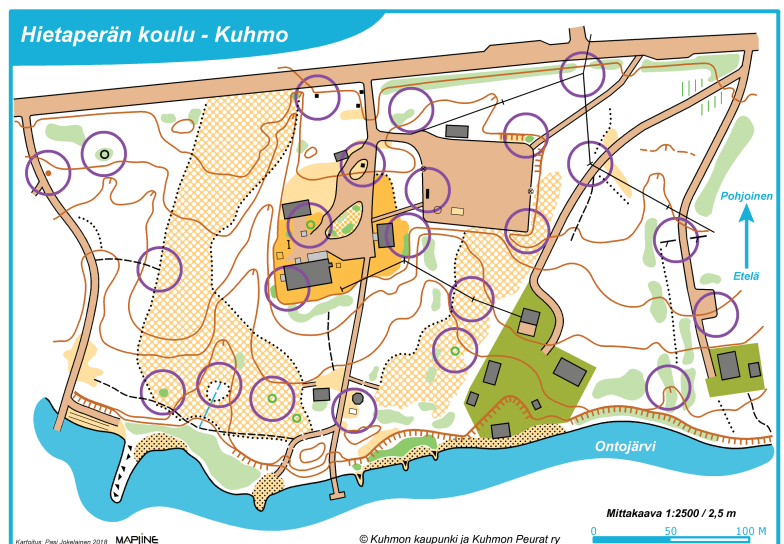 Hietaperän koulu - Kuhmo
Pohjoinen
Etelä
Ontojärvi
Mittakaava 1:2500 / 2,5 m
0 50 100 M
Kartoitus: Pasi Jokelainen 2018 MAPLINE © Kuhmon kaupunki ja Kuhmon Peurat ry